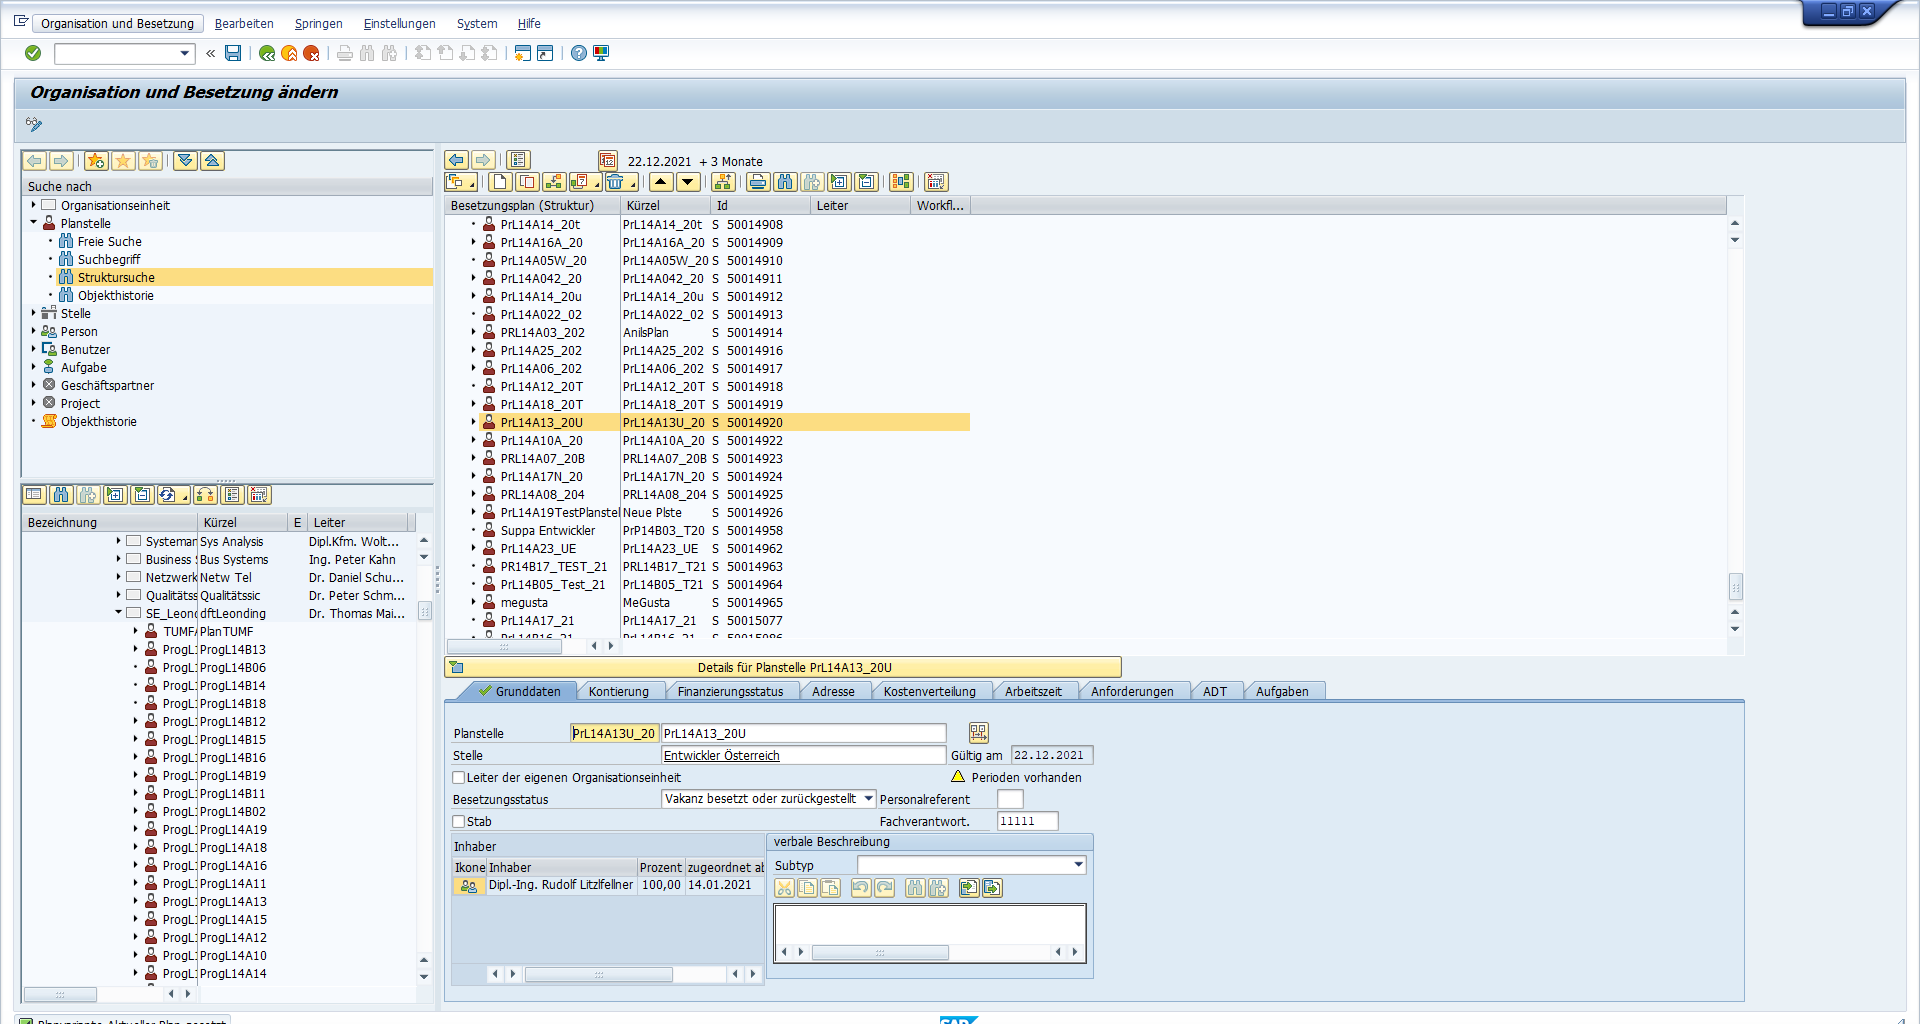 Organisation und Besetzung Bearbeiten Springen Einstellungen System Hilfe
Organisation und Besetzung ändern
22.12.2021 + 3 Monate
Suche nach
Organisationseinheit
Planstelle
Freie Suche
Suchbegriff
Struktursuche
Objekthistorie
Stelle
Person
Benutzer
Aufgabe
Geschäftspartner
Project
Objekthistorie
Bezeichnung Kürzel E Leiter
Systemar Sys Analysis Dipl.Kfm. Wolt...
Business Bus Systems Ing. Peter Kahn
Netzwerk Netw Tel Dr. Daniel Schu...
Qualitätss Qualitätssic Dr. Peter Schm...
SE_Leond dftLeonding Dr. Thomas Mai...
TUMF PlanTUMF
ProgL ProgL14B13
ProgL ProgL14B06
ProgL ProgL14B14
ProgL ProgL14B18
ProgL ProgL14B12
ProgL ProgL14B15
ProgL ProgL14B16
ProgL ProgL14B19
ProgL ProgL14B11
ProgL ProgL14B02
ProgL ProgL14A19
ProgL ProgL14A18
ProgL ProgL14A16
ProgL ProgL14A11
ProgL ProgL14A13
ProgL ProgL14A15
ProgL ProgL14A12
ProgL ProgL14A10
ProgL ProgL14A14
Besetzungsplan (Struktur) Kürzel Id Leiter Workfl...
PrL14A14_20t PrL14A14_20t S 50014908
PrL14A16A_20 PrL14A16A_20 S 50014909
PrL14A05W_20 PrL14A05W_20 S 50014910
PrL14A042_20 PrL14A042_20 S 50014911
PrL14A14_20u PrL14A14_20u S 50014912
PrL14A022_02 PrL14A022_02 S 50014913
PRL14A03_202 AnilsPlan S 50014914
PrL14A25_202 PrL14A25_202 S 50014916
PrL14A06_202 PrL14A06_202 S 50014917
PrL14A12_20T PrL14A12_20T S 50014918
PrL14A18_20T PrL14A18_20T S 50014919
PrL14A13_20U PrL14A13U_20 S 50014920
PrL14A10A_20 PrL14A10A_20 S 50014922
PRL14A07_20B PRL14A07_20B S 50014923
PrL14A17N_20 PrL14A17N_20 S 50014924
PRL14A08_204 PRL14A08_204 S 50014925
PrL14A19TestPlanstel Neue Plste S 50014926
Suppa Entwickler PrP14B03_T20 S 50014958
PrL14A23_UE PrL14A23_UE S 50014962
PR14B17_TEST_21 PRL14B17_T21 S 50014963
PrL14B05_Test_21 PrL14B05_T21 S 50014964
megusta MeGusta S 50014965
PrL14A17_21 PrL14A17_21 S 50015077
PrL14B16_21 PrL14B16_21 S 50015086
Details für Planstelle PrL14A13_20U
Grunddaten Kontierung Finanzierungsstatus Adresse Kostenverteilung Arbeitszeit Anforderungen ADT Aufgaben
Planstelle PrL14A13U_20 PrL14A13_20U
Stelle Entwickler Österreich Gültig am 22.12.2021
Leiter der eigenen Organisationseinheit Perioden vorhanden
Besetzungsstatus Vakanz besetzt oder zurückgestellt Personalreferent
Stab Fachverantwort. 11111
Inhaber
Ikone Inhaber Prozent zugeordnet ab
Dipl.-Ing. Rudolf Litzlfellner 100,00 14.01.2021
verbale Beschreibung
Subtyp
Planvariante Aktueller Plan gesetzt
SAP